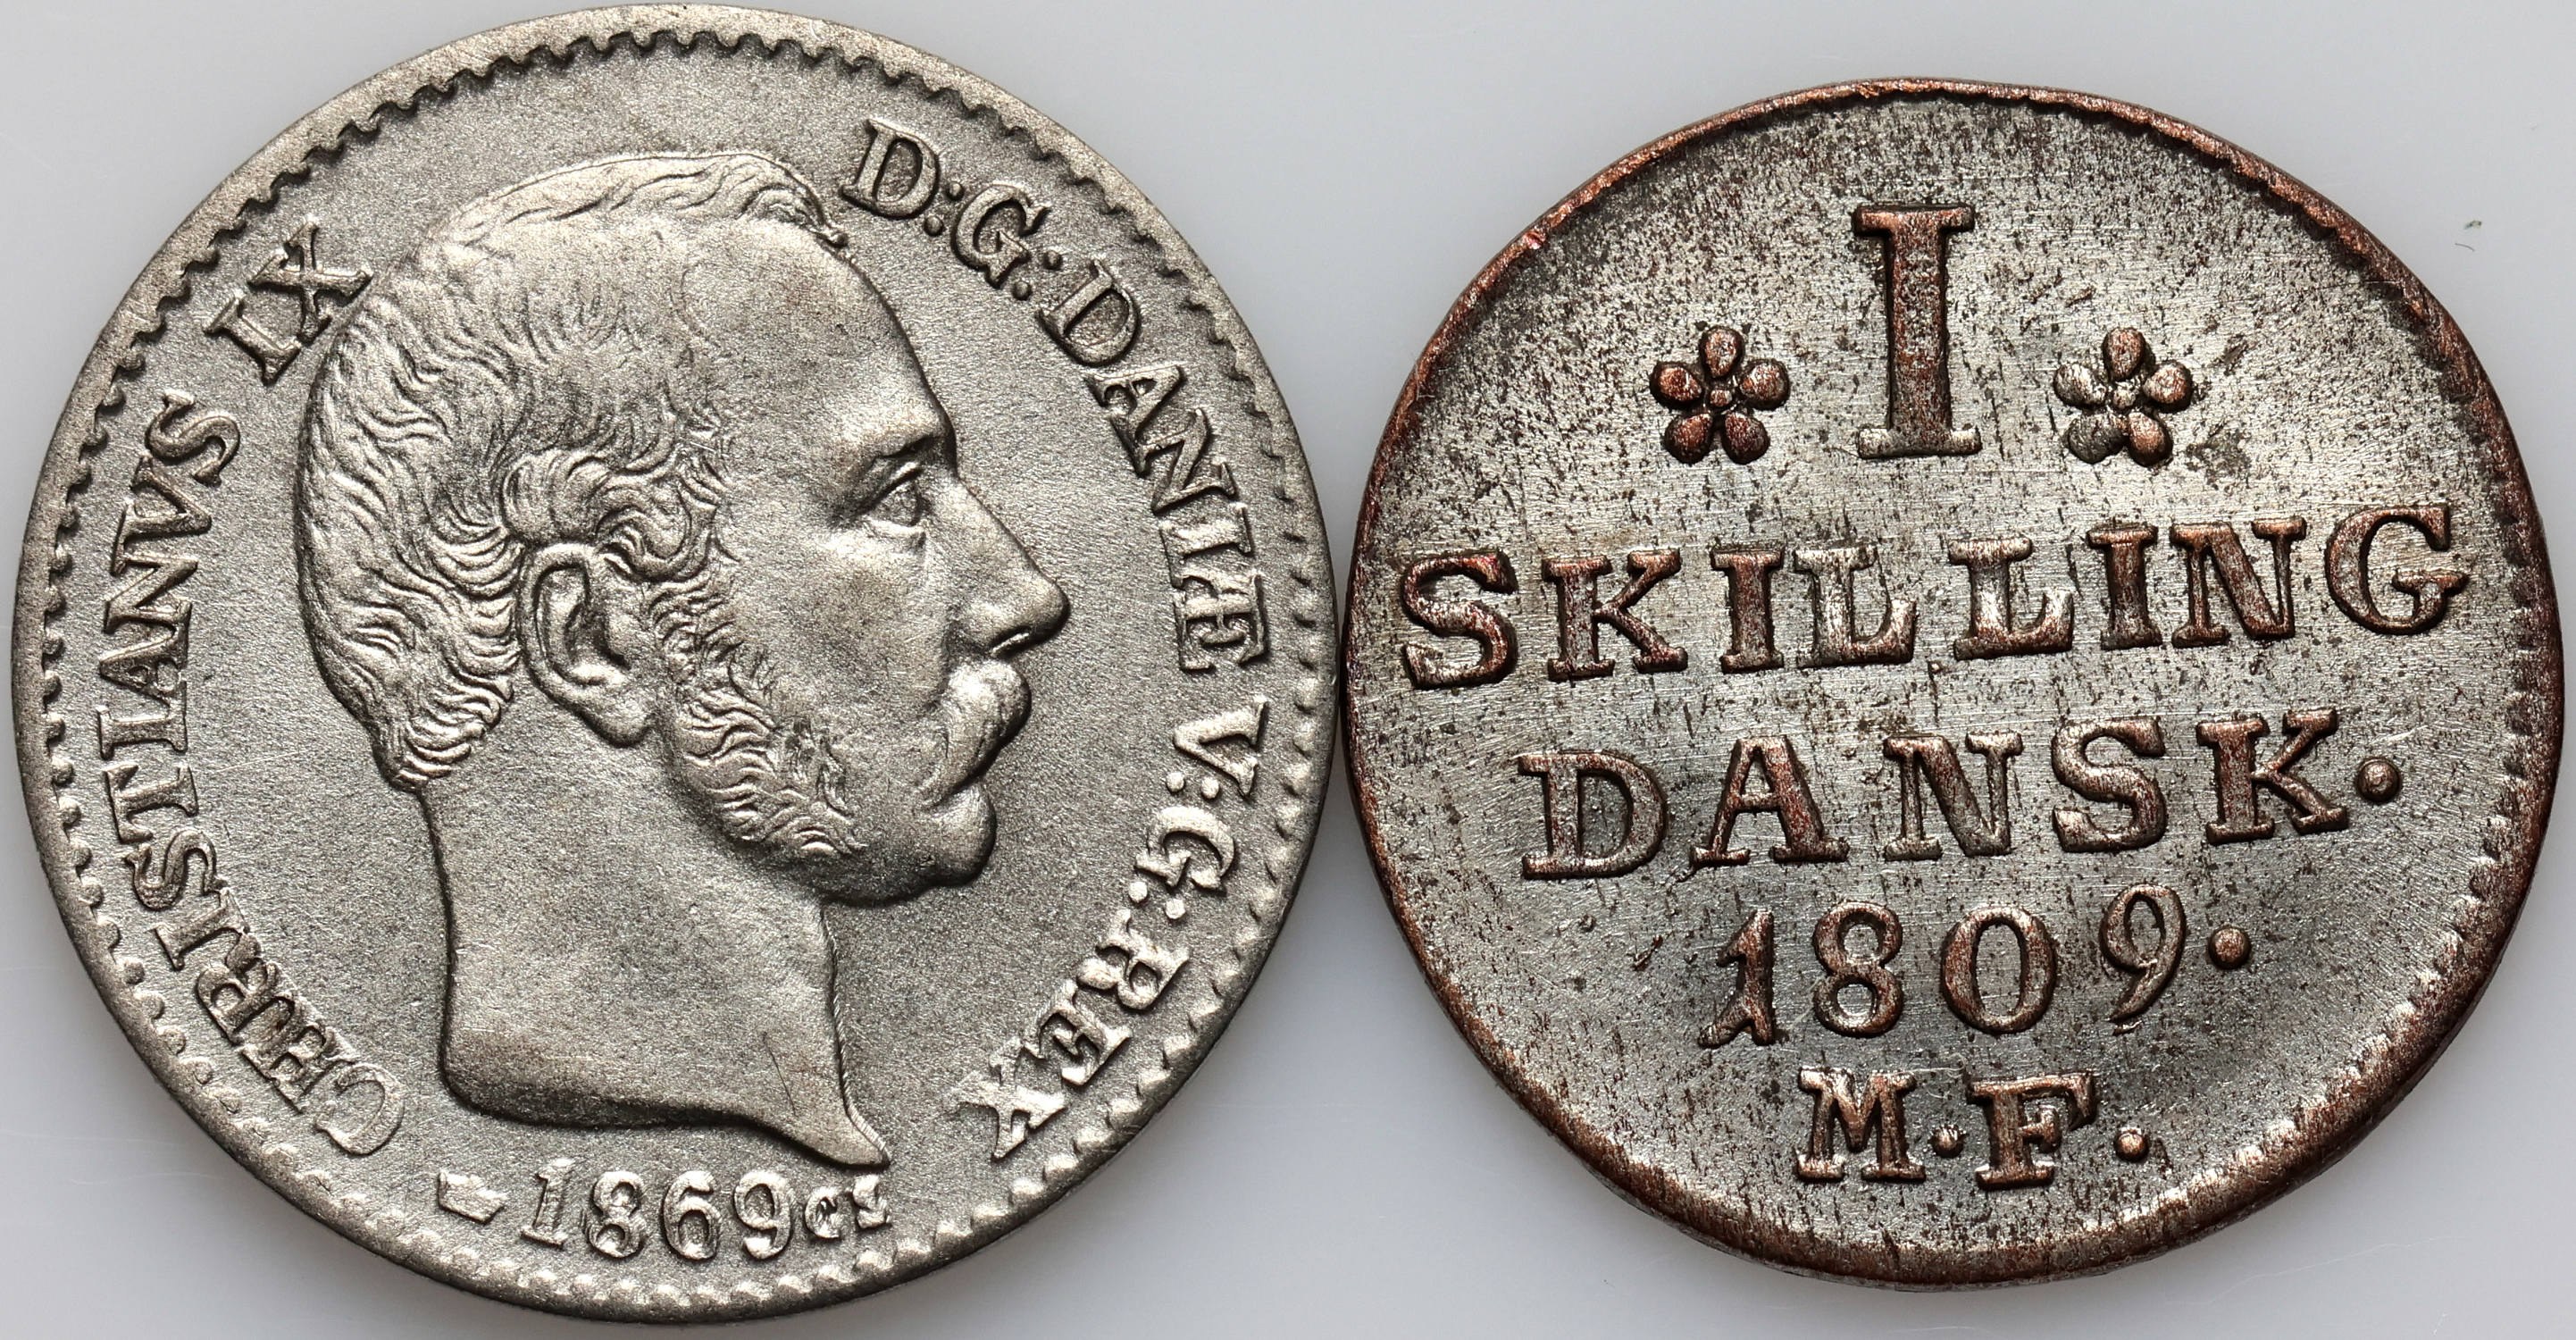 CHRISTIANVS IX D:G:DANIÆ V:G:REX
1869 CS
I
SKILLING
DANSK.
1809.
M.F.